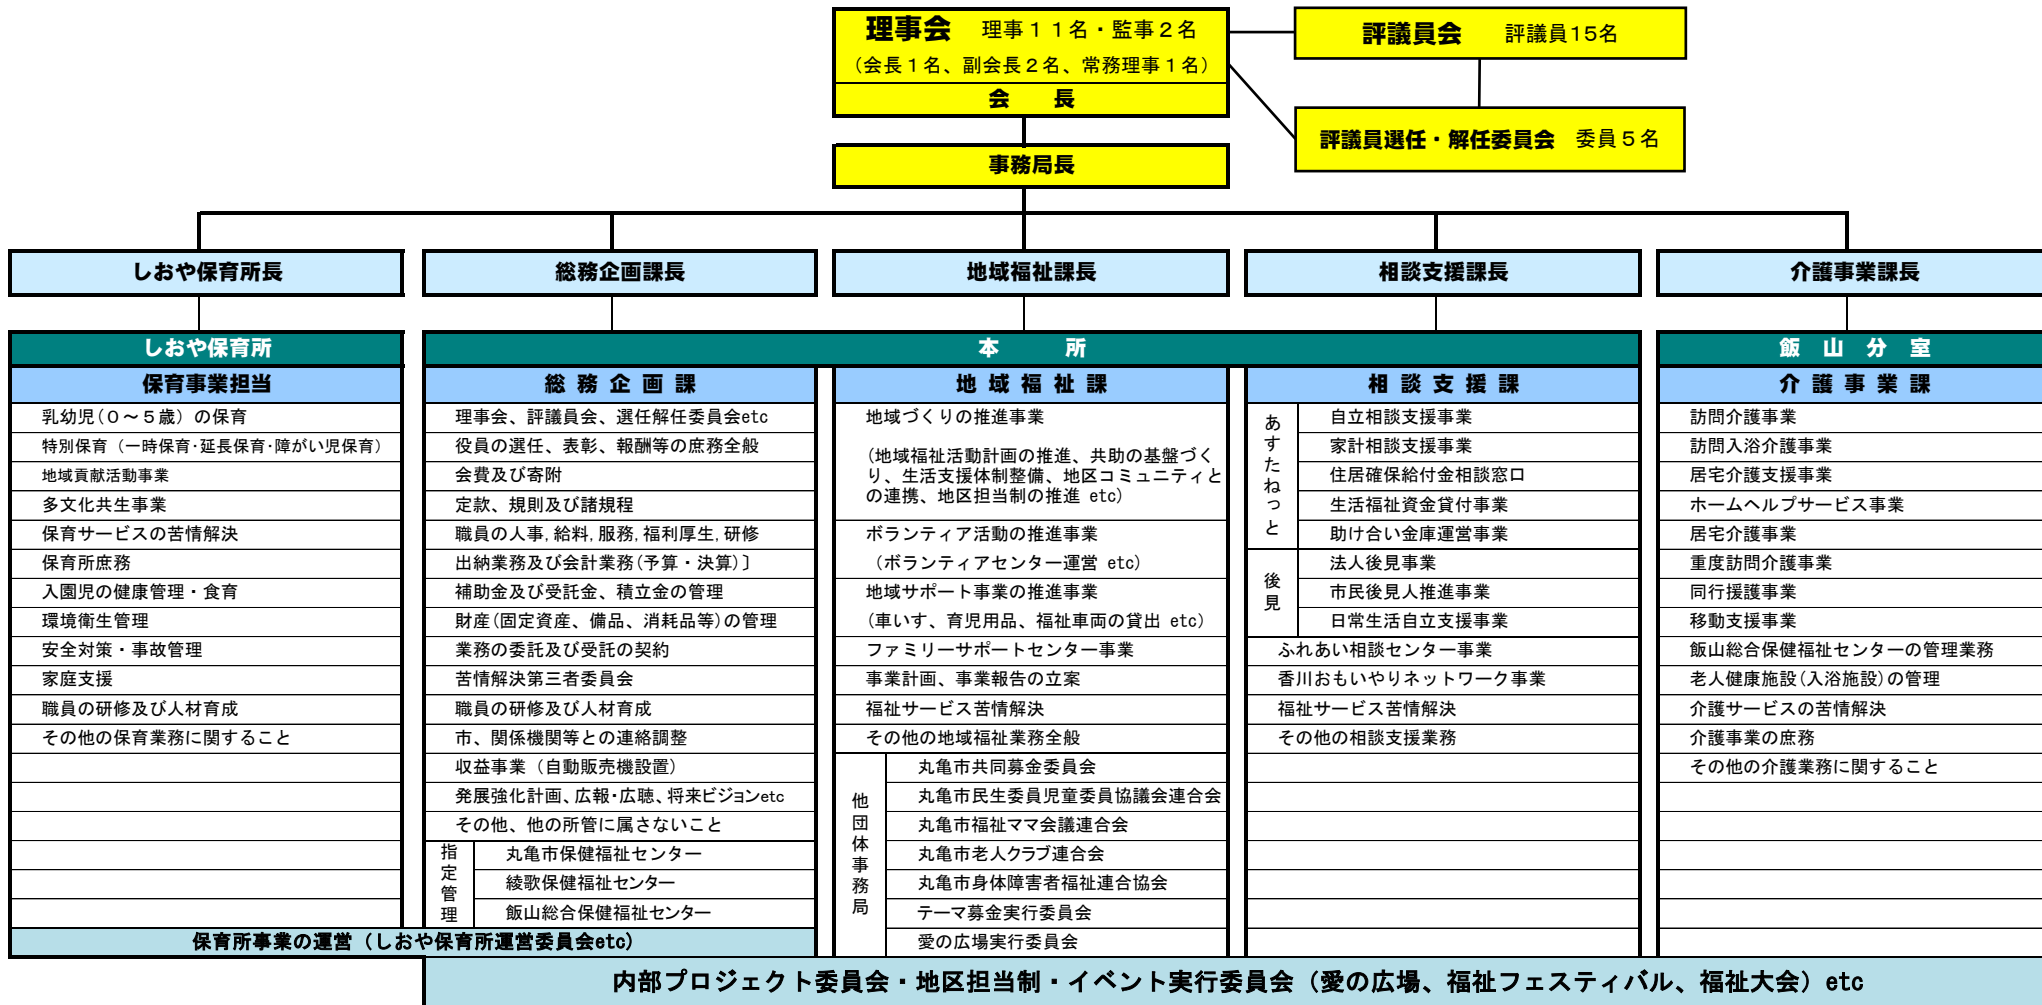 理事会　理事１１名・監事２名
（会長１名、副会長２名、常務理事１名）
会　長
評議員会　評議員15名
評議員選任・解任委員会　委員５名
事務局長
しおや保育所長
総務企画課長
地域福祉課長
相談支援課長
介護事業課長
しおや保育所
本　所
飯山分室
保育事業担当
総務企画課
地域福祉課
相談支援課
介護事業課
乳幼児(０～５歳）の保育
特別保育（一時保育･延長保育･障がい児保育）
地域貢献活動事業
多文化共生事業
保育サービスの苦情解決
保育所庶務
入園児の健康管理・食育
環境衛生管理
安全対策・事故管理
家庭支援
職員の研修及び人材育成
その他の保育業務に関すること
理事会、評議員会、選任解任委員会etc
役員の選任、表彰、報酬等の庶務全般
会費及び寄附
定款、規則及び諸規程
職員の人事,給料,服務,福利厚生,研修
出納業務及び会計業務(予算・決算)〕
補助金及び受託金、積立金の管理
財産(固定資産、備品、消耗品等)の管理
業務の委託及び受託の契約
苦情解決第三者委員会
職員の研修及び人材育成
市、関係機関等との連絡調整
収益事業（自動販売機設置）
発展強化計画、広報･広聴、将来ビジョンetc
その他、他の所管に属さないこと
指定管理
丸亀市保健福祉センター
綾歌保健福祉センター
飯山総合保健福祉センター
地域づくりの推進事業
(地域福祉活動計画の推進、共助の基盤づく
り、生活支援体制整備、地区コミュニティと
の連携、地区担当制の推進 etc)
ボランティア活動の推進事業
（ボランティアセンター運営 etc）
地域サポート事業の推進事業
(車いす、育児用品、福祉車両の貸出 etc)
ファミリーサポートセンター事業
事業計画、事業報告の立案
福祉サービス苦情解決
その他の地域福祉業務全般
他団体事務局
丸亀市共同募金委員会
丸亀市民生委員児童委員協議会連合会
丸亀市福祉ママ会議連合会
丸亀市老人クラブ連合会
丸亀市身体障害者福祉連合協会
テーマ募金実行委員会
愛の広場実行委員会
あすたねっと
自立相談支援事業
家計相談支援事業
住居確保給付金相談窓口
生活福祉資金貸付事業
助け合い金庫運営事業
後見
法人後見事業
市民後見人推進事業
日常生活自立支援事業
ふれあい相談センター事業
香川おもいやりネットワーク事業
福祉サービス苦情解決
その他の相談支援業務
訪問介護事業
訪問入浴介護事業
居宅介護支援事業
ホームヘルプサービス事業
居宅介護事業
重度訪問介護事業
同行援護事業
移動支援事業
飯山総合保健福祉センターの管理業務
老人健康施設(入浴施設)の管理
介護サービスの苦情解決
介護事業の庶務
その他の介護業務に関すること
保育所事業の運営（しおや保育所運営委員会etc）
内部プロジェクト委員会・地区担当制・イベント実行委員会（愛の広場、福祉フェスティバル、福祉大会）etc